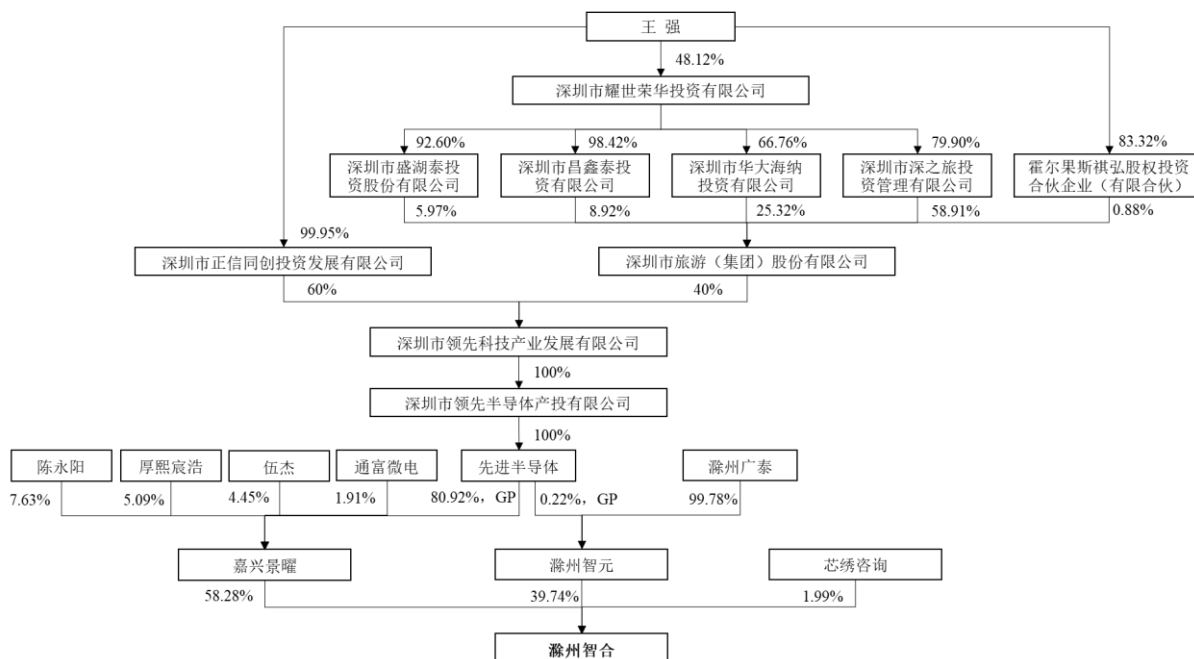 王 强
48.12%
深圳市耀世荣华投资有限公司
92.60%
98.42%
66.76%
79.90%
83.32%
深圳市盛湖泰投
资股份有限公司
深圳市昌鑫泰投
资有限公司
深圳市华大海纳
投资有限公司
深圳市深之旅投
资管理有限公司
霍尔果斯祺弘股权投资
合伙企业（有限合伙）
5.97%
8.92%
25.32%
58.91%
0.88%
99.95%
深圳市正信同创投资发展有限公司
深圳市旅游（集团）股份有限公司
60%
40%
深圳市领先科技产业发展有限公司
100%
深圳市领先半导体产投有限公司
100%
陈永阳
厚熙宸浩
伍杰
通富微电
先进半导体
滁州广泰
7.63%
5.09%
4.45%
1.91%
80.92%，GP
0.22%，GP
99.78%
嘉兴景曜
滁州智元
芯绣咨询
58.28%
39.74%
1.99%
滁州智合